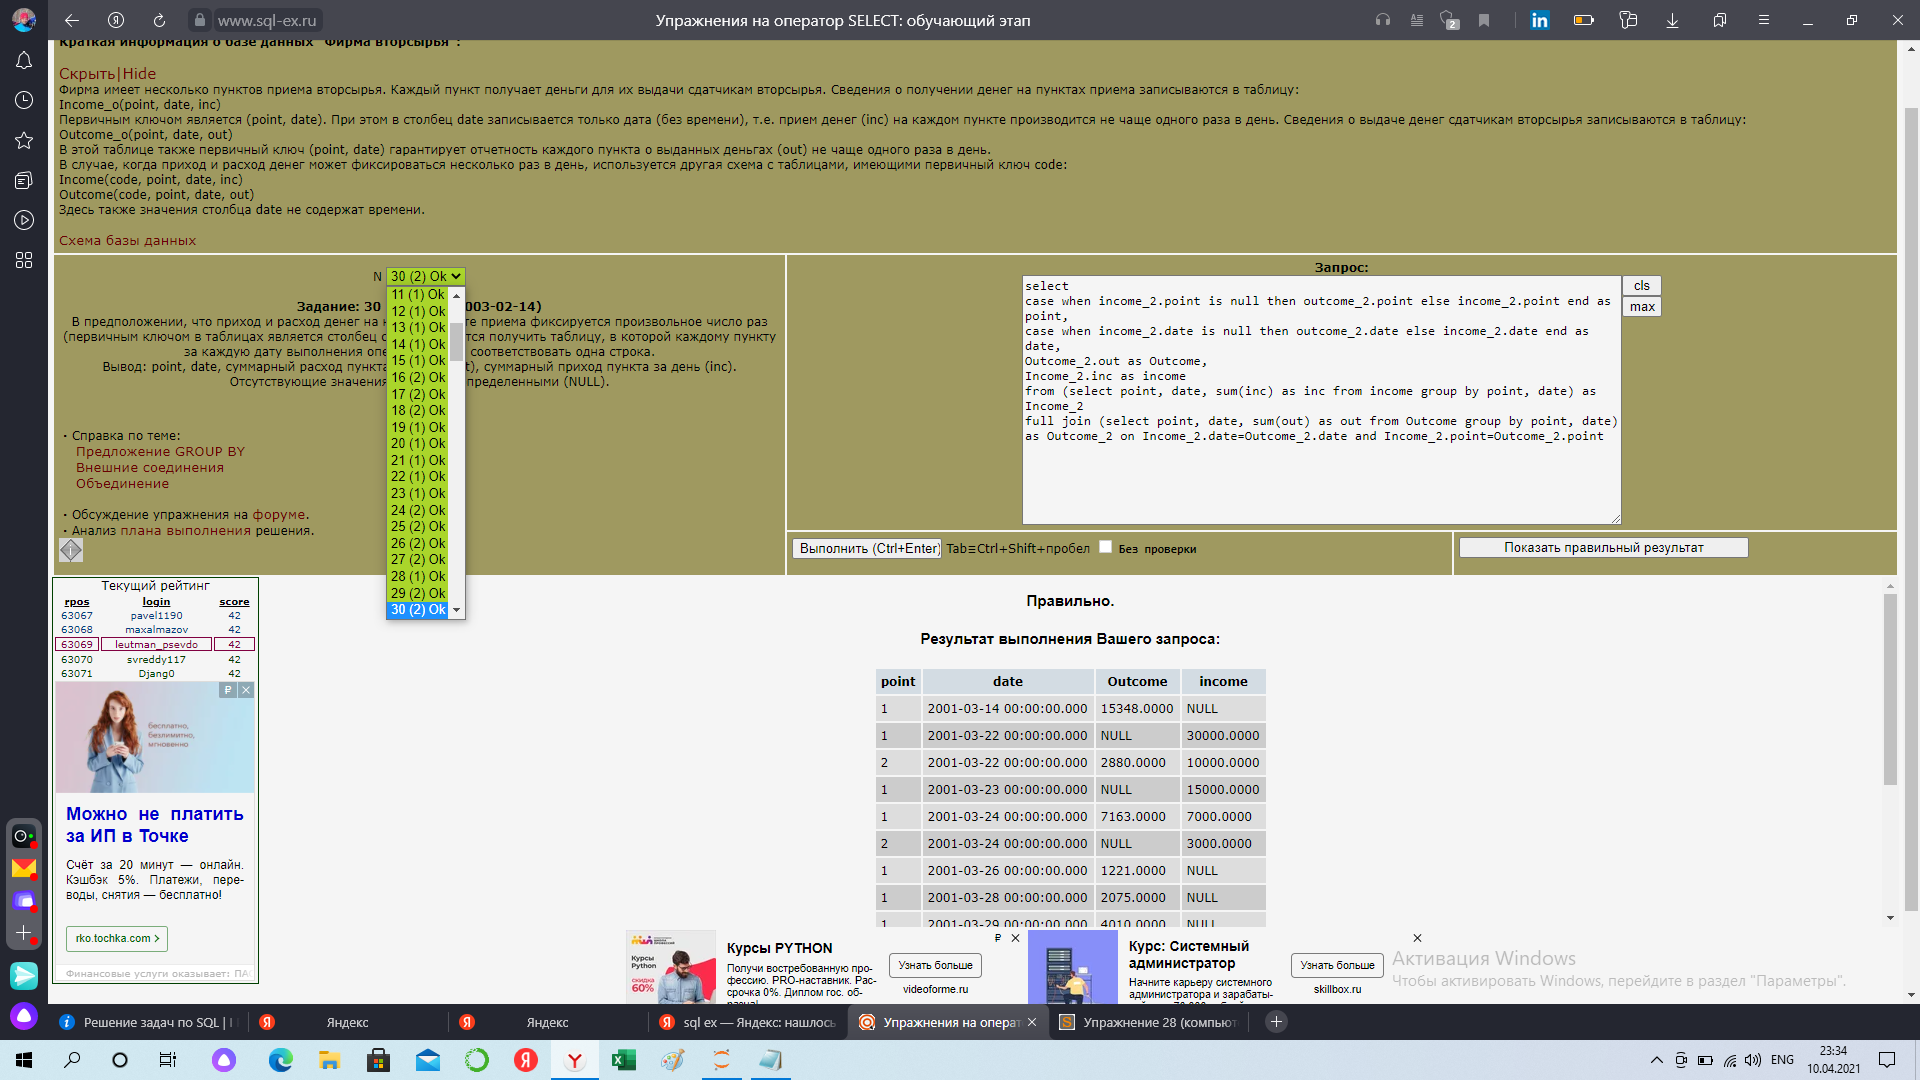 www.sql-ex.ru
Упражнения на оператор SELECT: обучающий этап
2
Краткая информация о базе данных "Фирма вторсырья":
Скрыть|Hide
Фирма имеет несколько пунктов приема вторсырья. Каждый пункт получает деньги для их выдачи сдатчикам вторсырья. Сведения о получении денег на пунктах приема записываются в таблицу:
Income_o(point, date, inc)
Первичным ключом является (point, date). При этом в столбец date записывается только дата (без времени), т.е. прием денег (inc) на каждом пункте производится не чаще одного раза в день. Сведения о выдаче денег сдатчикам вторсырья записываются в таблицу:
Outcome_o(point, date, out)
В этой таблице также первичный ключ (point, date) гарантирует отчетность каждого пункта о выданных деньгах (out) не чаще одного раза в день.
В случае, когда приход и расход денег может фиксироваться несколько раз в день, используется другая схема с таблицами, имеющими первичный ключ code:
Income(code, point, date, inc)
Outcome(code, point, date, out)
Здесь также значения столбца date не содержат времени.
Схема базы данных
N 30 (2) Ok
Задание: 30 003-02-14)
В предположении, что приход и расход денег на к те приема фиксируется произвольное число раз
(первичным ключом в таблицах является столбец c тся получить таблицу, в которой каждому пункту
за каждую дату выполнения опе соответствовать одна строка.
Вывод: point, date, суммарный расход пункта t), суммарный приход пункта за день (inc).
Отсутствующие значения пределенными (NULL).
11 (1) Ok
12 (1) Ok
13 (1) Ok
14 (1) Ok
15 (1) Ok
16 (2) Ok
17 (2) Ok
18 (2) Ok
19 (1) Ok
20 (1) Ok
21 (1) Ok
22 (1) Ok
23 (1) Ok
24 (2) Ok
25 (2) Ok
26 (2) Ok
27 (2) Ok
28 (1) Ok
29 (2) Ok
30 (2) Ok
· Справка по теме:
Предложение GROUP BY
Внешние соединения
Объединение
· Обсуждение упражнения на форуме.
· Анализ плана выполнения решения.
Запрос:
select
case when income_2.point is null then outcome_2.point else income_2.point end as
point,
case when income_2.date is null then outcome_2.date else income_2.date end as
date,
Outcome_2.out as Outcome,
Income_2.inc as income
from (select point, date, sum(inc) as inc from income group by point, date) as
Income_2
full join (select point, date, sum(out) as out from Outcome group by point, date)
as Outcome_2 on Income_2.date=Outcome_2.date and Income_2.point=Outcome_2.point
cls
max
Выполнить (Ctrl+Enter) Tab≡Ctrl+Shift+пробел Без проверки
Показать правильный результат
Текущий рейтинг
rpos login score
63067 pavel1190 42
63068 maxalmazov 42
63069 leutman_psevdo 42
63070 svreddy117 42
63071 Djang0 42
бесплатно,
безлимитно,
мгновенно
Можно не платить
за ИП в Точке
Счёт за 20 минут — онлайн.
Кэшбэк 5%. Платежи, пере-
воды, снятия — бесплатно!
rko.tochka.com >
Финансовые услуги оказывает: ПА
Правильно.
Результат выполнения Вашего запроса:
point date Outcome income
1 2001-03-14 00:00:00.000 15348.0000 NULL
1 2001-03-22 00:00:00.000 NULL 30000.0000
2 2001-03-22 00:00:00.000 2880.0000 10000.0000
1 2001-03-23 00:00:00.000 NULL 15000.0000
1 2001-03-24 00:00:00.000 7163.0000 7000.0000
2 2001-03-24 00:00:00.000 NULL 3000.0000
1 2001-03-26 00:00:00.000 1221.0000 NULL
1 2001-03-28 00:00:00.000 2075.0000 NULL
1 2001-03-29 00:00:00.000 4010.0000 NULL
Курсы
Python
СКИДКА
60%
Курсы PYTHON
Получи востребованную про-
фессию. PRO-наставник. Рас-
срочка 0%. Диплом гос. об-
разца!
Узнать больше
videoforme.ru
Курс: Системный
администратор
Начните карьеру системного
администратора и зарабаты-
Узнать больше
skillbox.ru
Активация Windows
Чтобы активировать Windows, перейдите в раздел "Параметры".
Решение задач по SQL |
Яндекс
Яндекс
sql ex — Яндекс: нашлось
Упражнения на операт
Упражнение 28 (компьют
ENG
23:34
10.04.2021